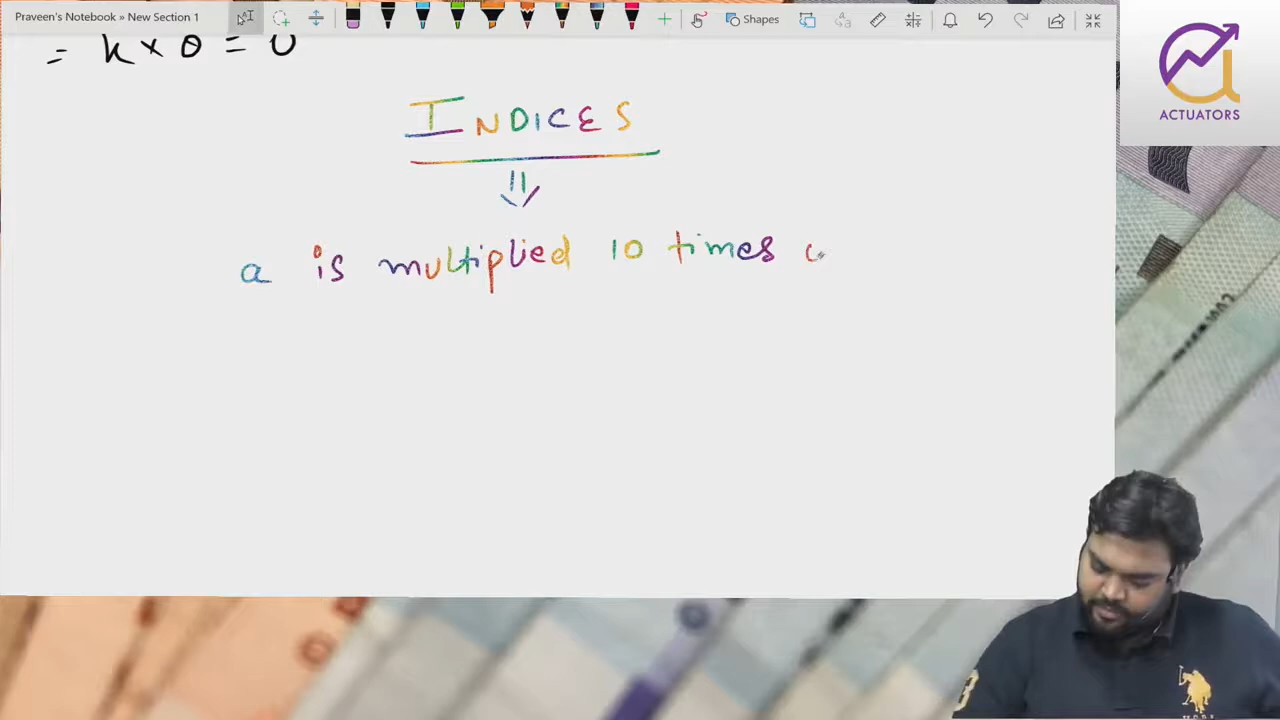 Praveen's Notebook » New Section 1
Shapes
ACTUATORS
= k × 0 = 0
INDICES
a is multiplied 10 times